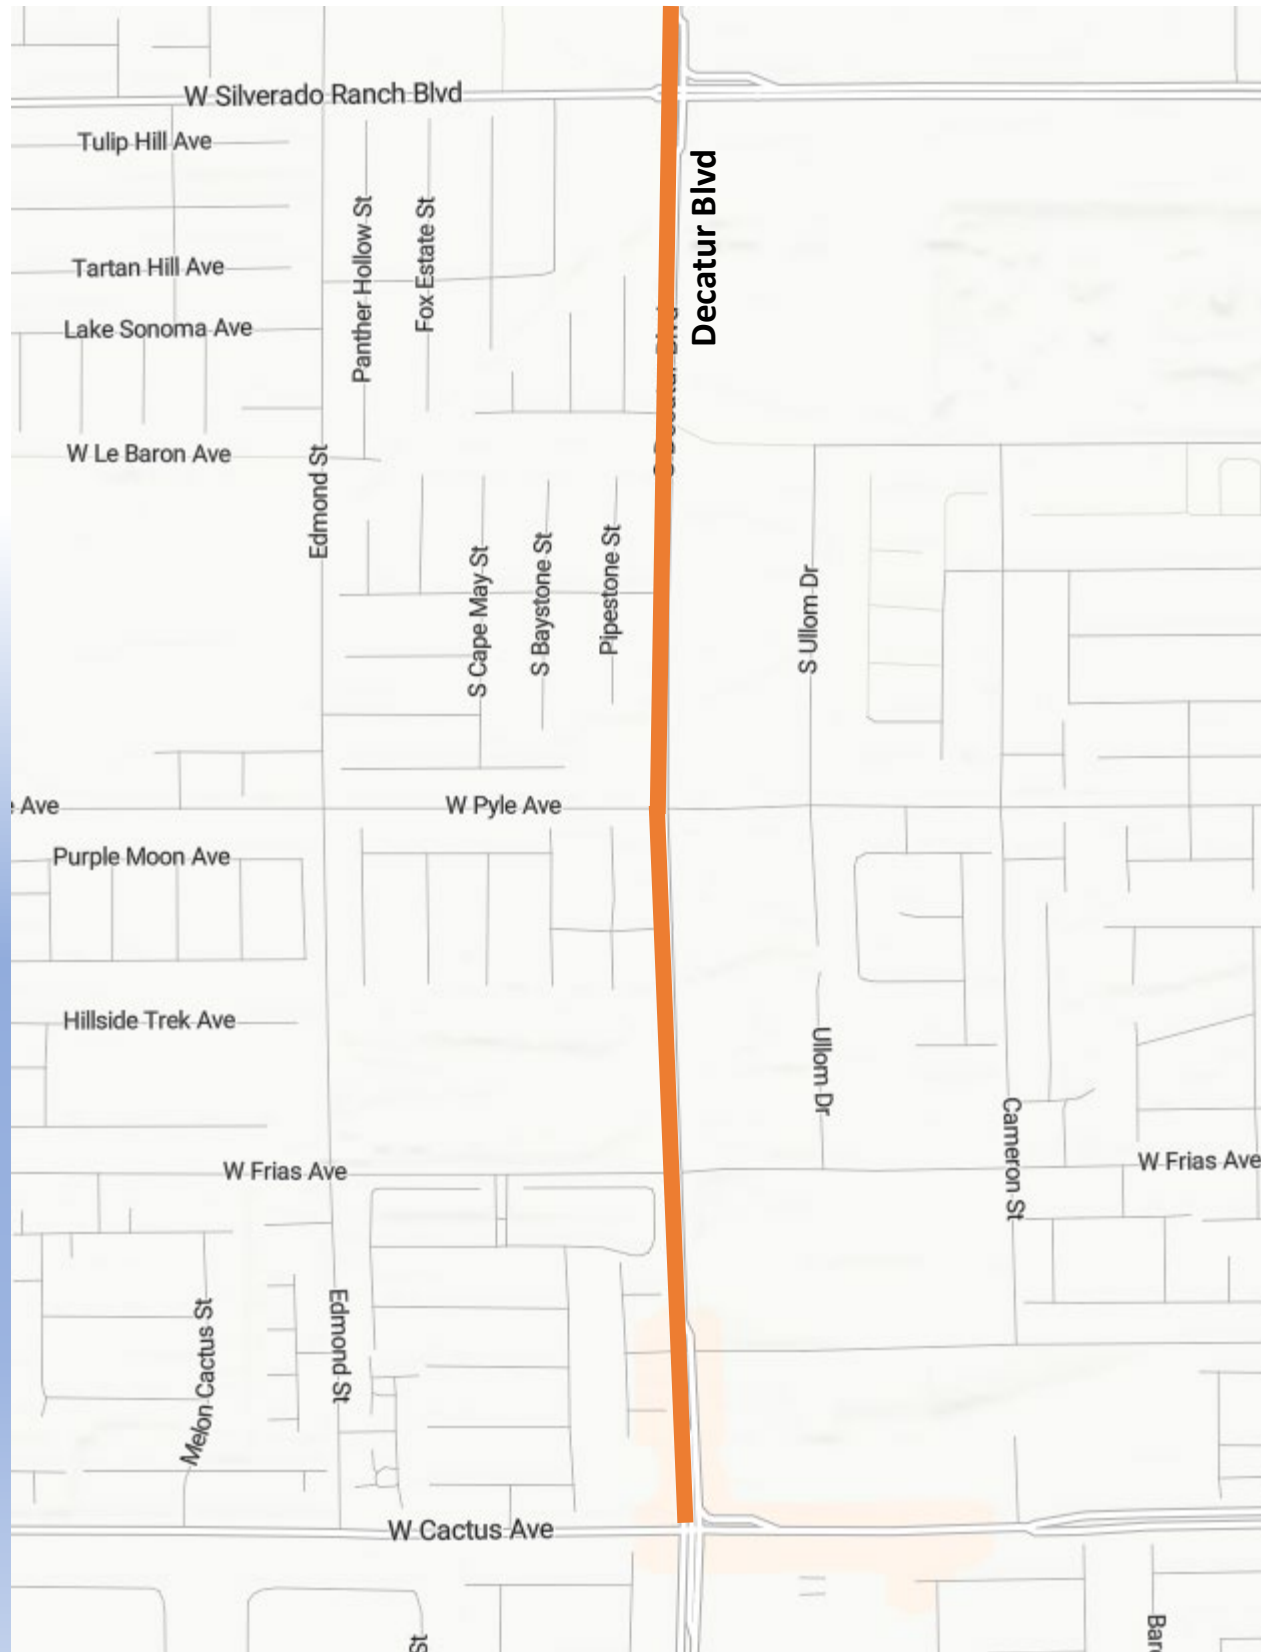 W Silverado Ranch Blvd
Tulip Hill Ave
Decatur Blvd
Panther Hollow St
Fox Estate St
Tartan Hill Ave
Lake Sonoma Ave
W Le Baron Ave
Edmond St
S Cape May St
S Baystone St
Pipestone St
S Ullom Dr
Ave
W Pyle Ave
Purple Moon Ave
Hillside Trek Ave
Ullom Dr
Cameron St
W Frias Ave
W Frias Ave
Melon Cactus St
Edmond St
W Cactus Ave
St